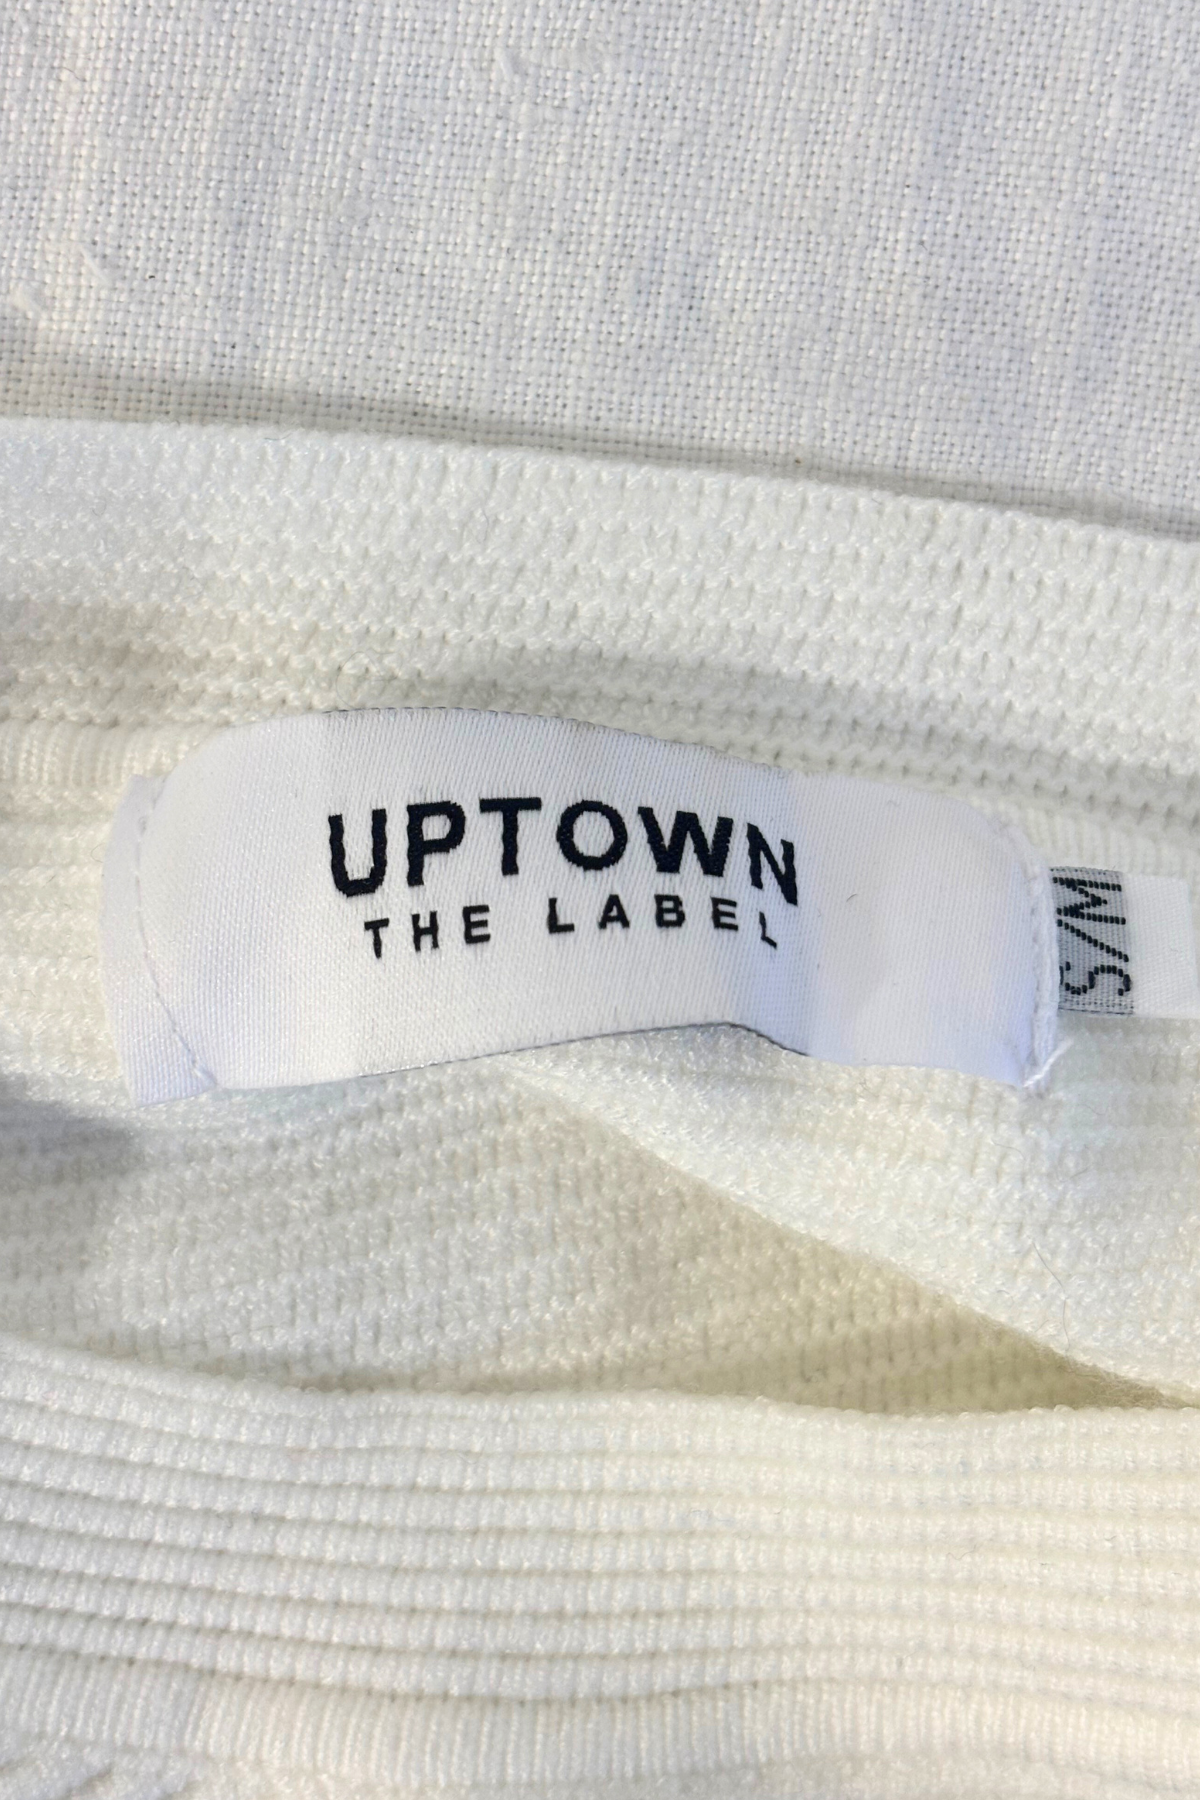 UPTOWN
THE LABEL
S/M